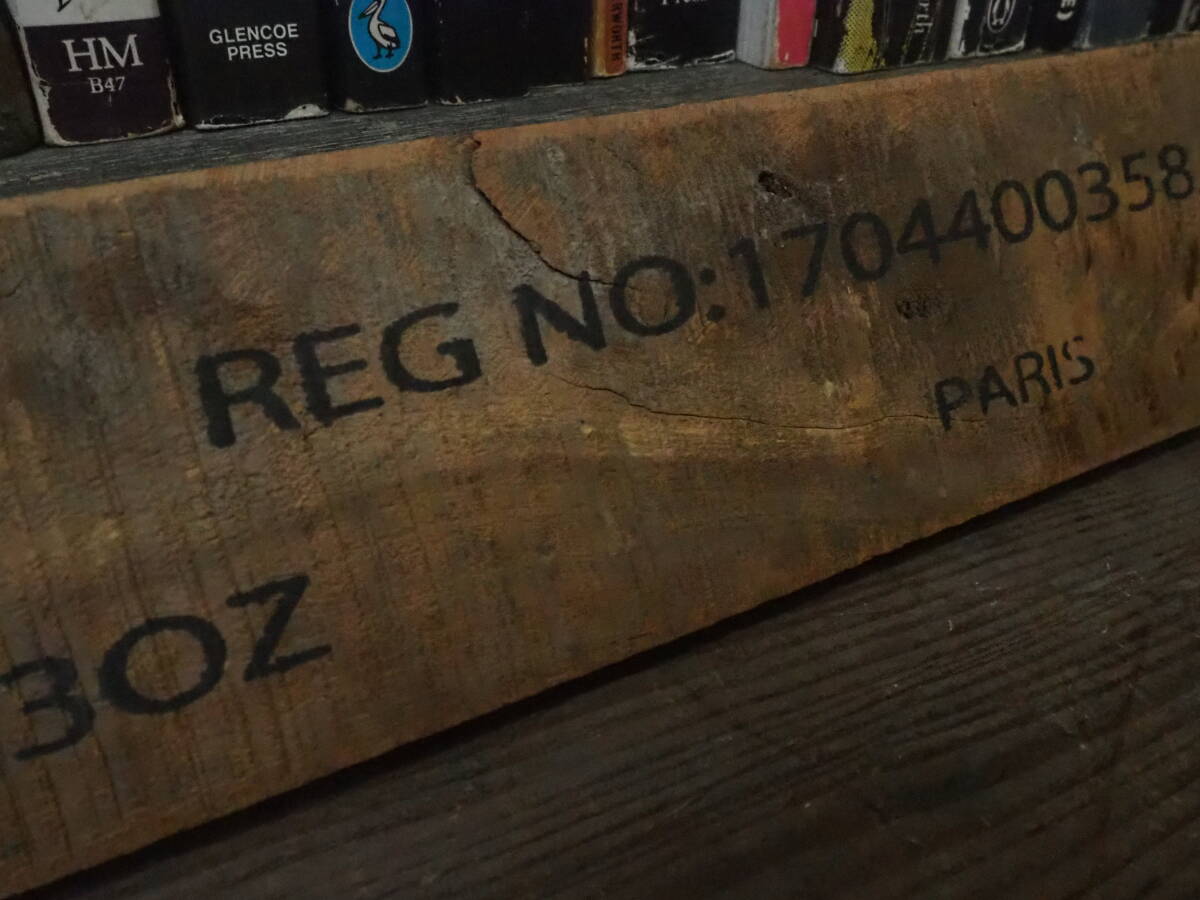 HM
B47
GLENCOE
PRESS
REG NO:1704400358
PARIS
3OZ